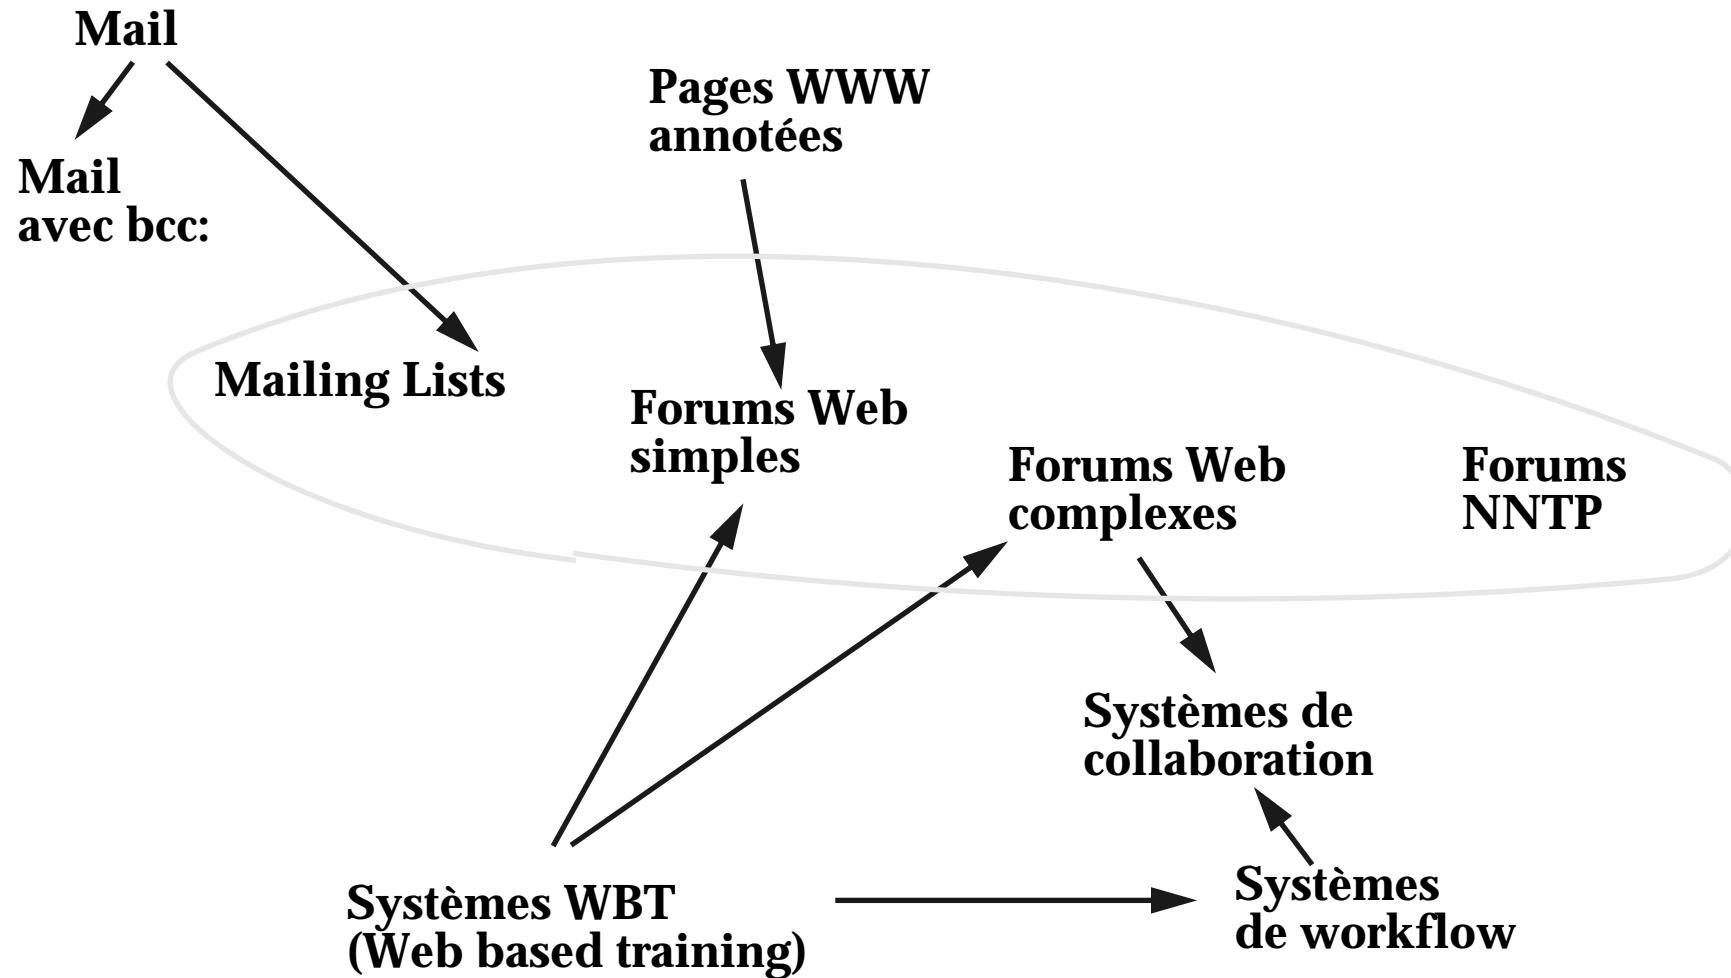 Mail
Pages WWW
annotées
Mail
avec bcc:
Mailing Lists
Forums Web
simples
Forums Web
complexes
Forums
NNTP
Systèmes de
collaboration
Systèmes WBT
(Web based training)
Systèmes
de workflow